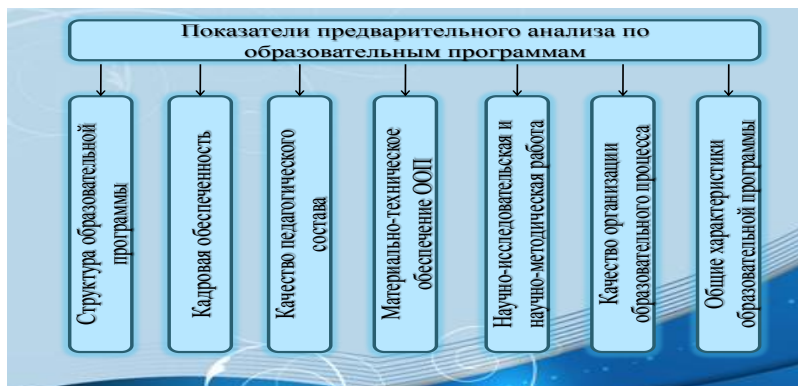 Показатели предварительного анализа по
образовательным программам
Структура образовательной
программы
Кадровая обеспеченность
Качество педагогического
состава
Материально-техническое
обеспечение ООП
Научно-исследовательская и
научно-методическая работа
Качество организации
образовательного процесса
Общие характеристики
образовательной программы